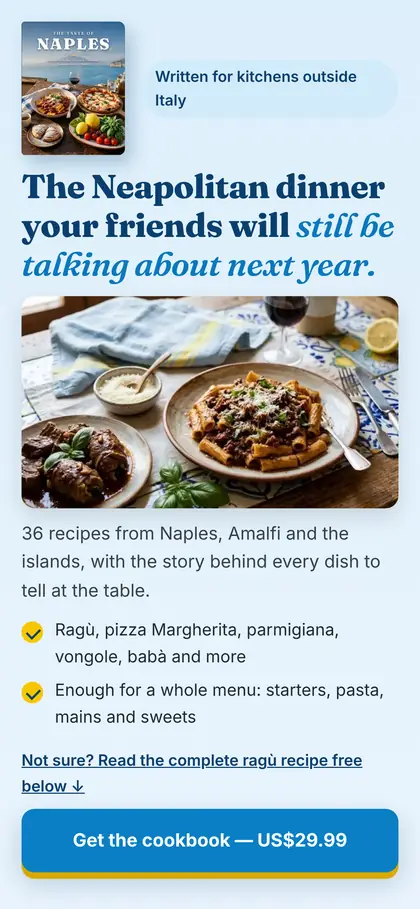 THE TASTE OF
NAPLES
Written for kitchens outside
Italy
The Neapolitan dinner
your friends will still be
talking about next year.
36 recipes from Naples, Amalfi and the
islands, with the story behind every dish to
tell at the table.
Ragù, pizza Margherita, parmigiana,
vongole, babà and more
Enough for a whole menu: starters, pasta,
mains and sweets
Not sure? Read the complete ragù recipe free
below ↓
Get the cookbook — US$29.99